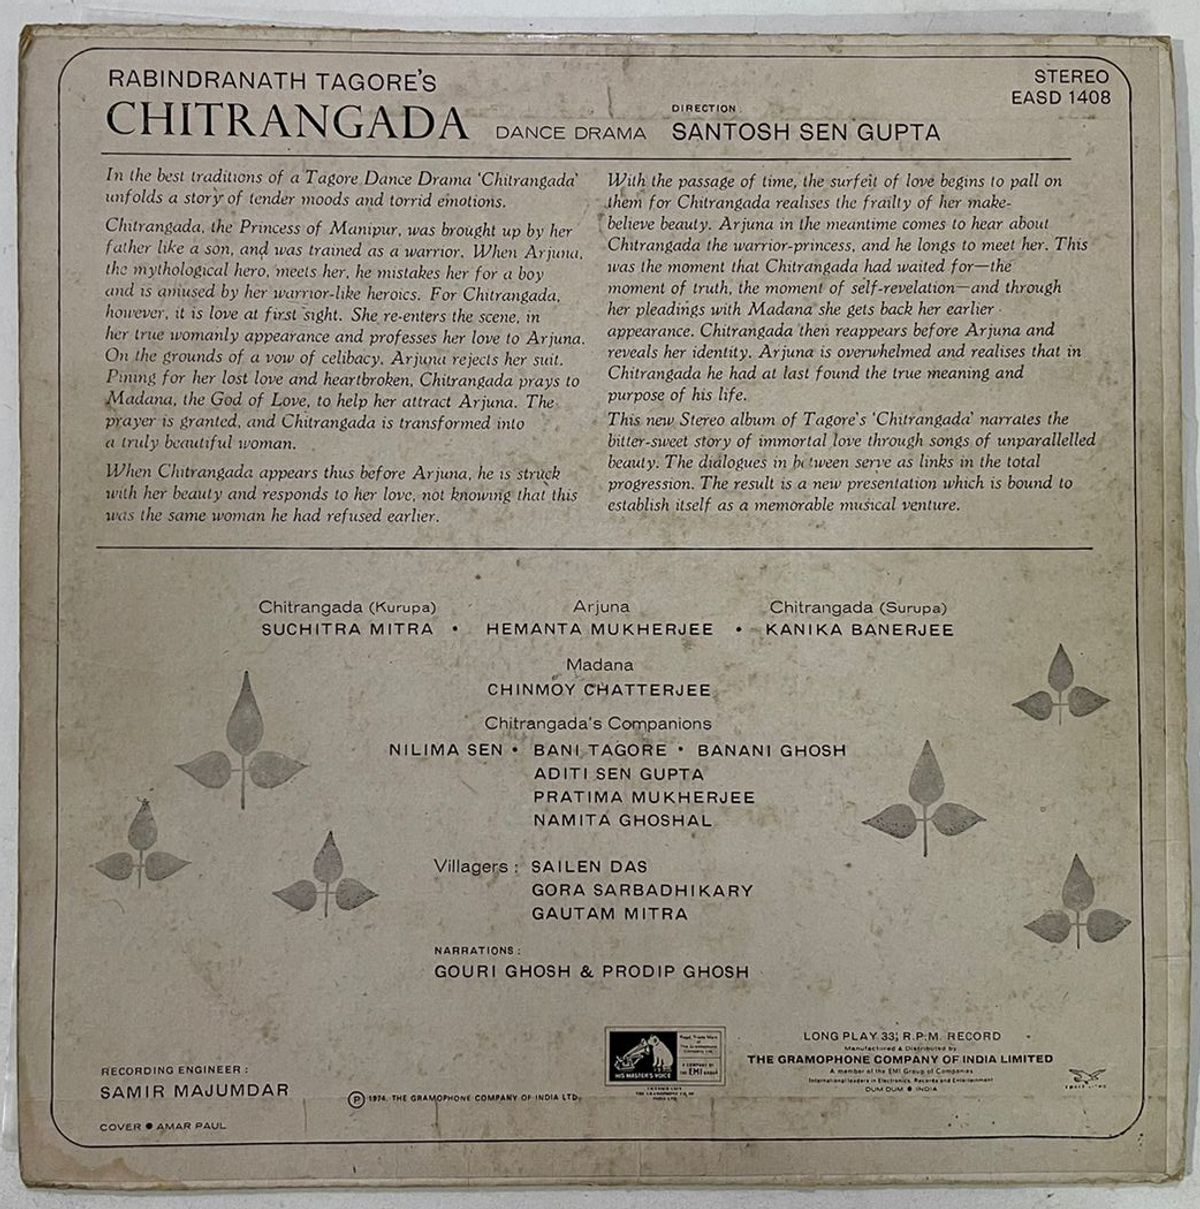 RABINDRANATH TAGORE'S
CHITRANGADA DANCE DRAMA
DIRECTION:
SANTOSH SEN GUPTA
STEREO
EASD 1408
In the best traditions of a Tagore Dance Drama 'Chitrangada'
unfolds a story of tender moods and torrid emotions.
Chitrangada, the Princess of Manipur, was brought up by her
father like a son, and was trained as a warrior. When Arjuna,
the mythological hero, meets her, he mistakes her for a boy
and is amused by her warrior-like heroics. For Chitrangada,
however, it is love at first sight. She re-enters the scene, in
her true womanly appearance and professes her love to Arjuna.
On the grounds of a vow of celibacy, Arjuna rejects her suit.
Pining for her lost love and heartbroken, Chitrangada prays to
Madana, the God of Love, to help her attract Arjuna. The
prayer is granted, and Chitrangada is transformed into
a truly beautiful woman.
When Chitrangada appears thus before Arjuna, he is struck
with her beauty and responds to her love, not knowing that this
was the same woman he had refused earlier.
With the passage of time, the surfeit of love begins to pall on
them for Chitrangada realises the frailty of her make-
believe beauty. Arjuna in the meantime comes to hear about
Chitrangada the warrior-princess, and he longs to meet her. This
was the moment that Chitrangada had waited for—the
moment of truth, the moment of self-revelation—and through
her pleadings with Madana she gets back her earlier
appearance. Chitrangada then reappears before Arjuna and
reveals her identity. Arjuna is overwhelmed and realises that in
Chitrangada he had at last found the true meaning and
purpose of his life.
This new Stereo album of Tagore's 'Chitrangada' narrates the
bitter-sweet story of immortal love through songs of unparallelled
beauty. The dialogues in between serve as links in the total
progression. The result is a new presentation which is bound to
establish itself as a memorable musical venture.
Chitrangada (Kurupa) Arjuna Chitrangada (Surupa)
SUCHITRA MITRA • HEMANTA MUKHERJEE • KANIKA BANERJEE
Madana
CHINMOY CHATTERJEE
Chitrangada's Companions
NILIMA SEN • BANI TAGORE • BANANI GHOSH
ADITI SEN GUPTA
PRATIMA MUKHERJEE
NAMITA GHOSHAL
Villagers: SAILEN DAS
GORA SARBADHIKARY
GAUTAM MITRA
NARRATIONS:
GOURI GHOSH & PRODIP GHOSH
RECORDING ENGINEER:
SAMIR MAJUMDAR
COVER • AMAR PAUL
Ⓟ 1974. THE GRAMOPHONE COMPANY OF INDIA LTD.
HIS MASTER'S VOICE
EMI
LONG PLAY 33⅓ R.P.M. RECORD
Manufactured & Distributed by
THE GRAMOPHONE COMPANY OF INDIA LIMITED
A member of the EMI Group of Companies
International leaders in Electronics, Records and Entertainment
DUM DUM • INDIA